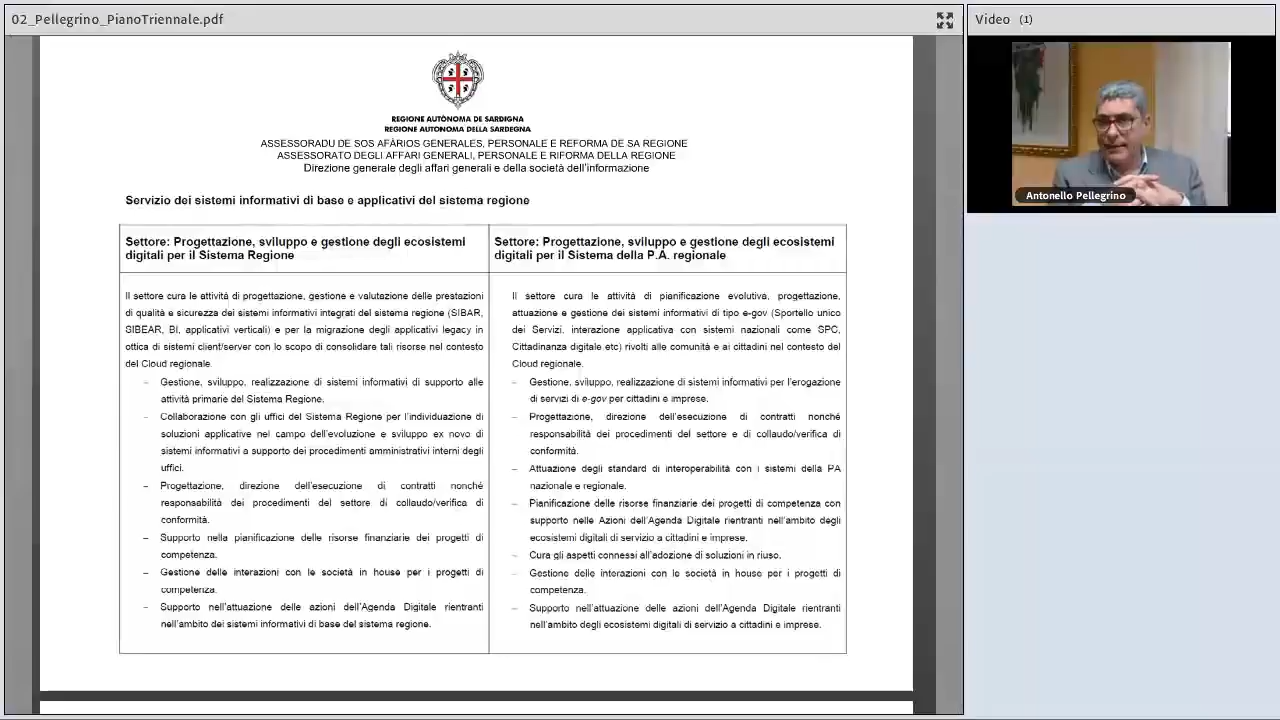 02_Pellegrino_PianoTriennale.pdf
Video (1)
Antonello Pellegrino
REGIONE AUTÒNOMA DE SARDIGNA
REGIONE AUTONOMA DELLA SARDEGNA
ASSESSORADU DE SOS AFÀRIOS GENERALES, PERSONALE E REFORMA DE SA REGIONE
ASSESSORATO DEGLI AFFARI GENERALI, PERSONALE E RIFORMA DELLA REGIONE
Direzione generale degli affari generali e della società dell'informazione
Servizio dei sistemi informativi di base e applicativi del sistema regione
Settore: Progettazione, sviluppo e gestione degli ecosistemi
digitali per il Sistema Regione
Il settore cura le attività di progettazione, gestione e valutazione delle prestazioni
di qualità e sicurezza dei sistemi informativi integrati del sistema regione (SIBAR,
SIBEAR, BI, applicativi verticali) e per la migrazione degli applicativi legacy in
ottica di sistemi client/server con lo scopo di consolidare tali risorse nel contesto
del Cloud regionale.
– Gestione, sviluppo, realizzazione di sistemi informativi di supporto alle
attività primarie del Sistema Regione.
– Collaborazione con gli uffici del Sistema Regione per l'individuazione di
soluzioni applicative nel campo dell'evoluzione e sviluppo ex novo di
sistemi informativi a supporto dei procedimenti amministrativi interni degli
uffici.
– Progettazione, direzione dell'esecuzione di contratti nonché
responsabilità dei procedimenti del settore di collaudo/verifica di
conformità.
– Supporto nella pianificazione delle risorse finanziarie dei progetti di
competenza.
– Gestione delle interazioni con le società in house per i progetti di
competenza.
– Supporto nell'attuazione delle azioni dell'Agenda Digitale rientranti
nell'ambito dei sistemi informativi di base del sistema regione.
Settore: Progettazione, sviluppo e gestione degli ecosistemi
digitali per il Sistema della P.A. regionale
Il settore cura le attività di pianificazione evolutiva, progettazione,
attuazione e gestione dei sistemi informativi di tipo e-gov (Sportello unico
dei Servizi, interazione applicativa con sistemi nazionali come SPC,
Cittadinanza digitale etc) rivolti alle comunità e ai cittadini nel contesto del
Cloud regionale.
– Gestione, sviluppo, realizzazione di sistemi informativi per l'erogazione
di servizi di e-gov per cittadini e imprese.
– Progettazione, direzione dell'esecuzione di contratti nonché
responsabilità dei procedimenti del settore e di collaudo/verifica di
conformità.
– Attuazione degli standard di interoperabilità con i sistemi della PA
nazionale e regionale.
– Pianificazione delle risorse finanziarie dei progetti di competenza con
supporto nelle Azioni dell'Agenda Digitale rientranti nell'ambito degli
ecosistemi digitali di servizio a cittadini e imprese.
– Cura gli aspetti connessi all'adozione di soluzioni in riuso.
– Gestione delle interazioni con le società in house per i progetti di
competenza.
– Supporto nell'attuazione delle azioni dell'Agenda Digitale rientranti
nell'ambito degli ecosistemi digitali di servizio a cittadini e imprese.